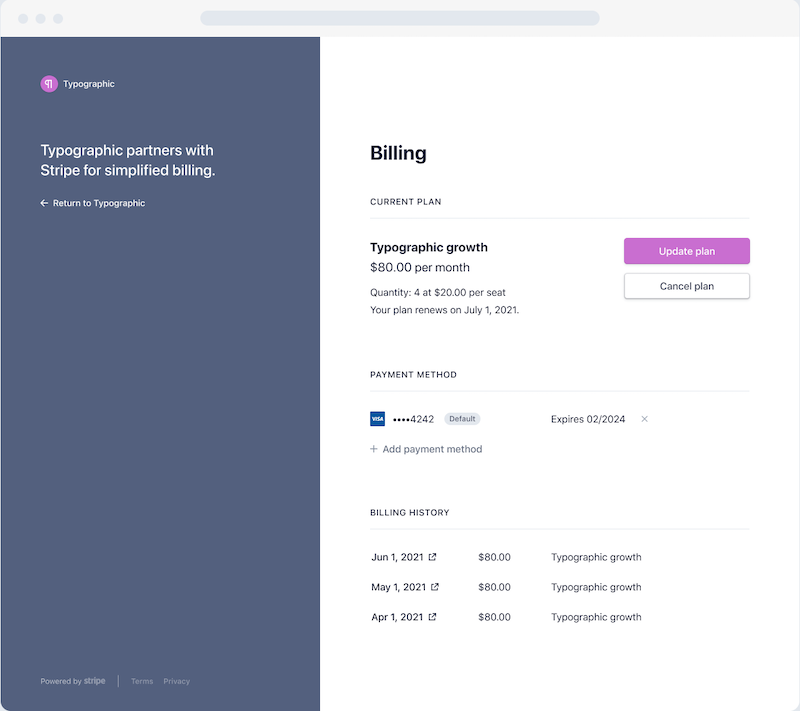 Typographic
Typographic partners with
Stripe for simplified billing.
← Return to Typographic
Powered by stripe
Terms Privacy
Billing
CURRENT PLAN
Typographic growth
$80.00 per month
Quantity: 4 at $20.00 per seat
Your plan renews on July 1, 2021.
Update plan
Cancel plan
PAYMENT METHOD
VISA ••••4242 Default Expires 02/2024 ×
+ Add payment method
BILLING HISTORY
Jun 1, 2021 $80.00 Typographic growth
May 1, 2021 $80.00 Typographic growth
Apr 1, 2021 $80.00 Typographic growth